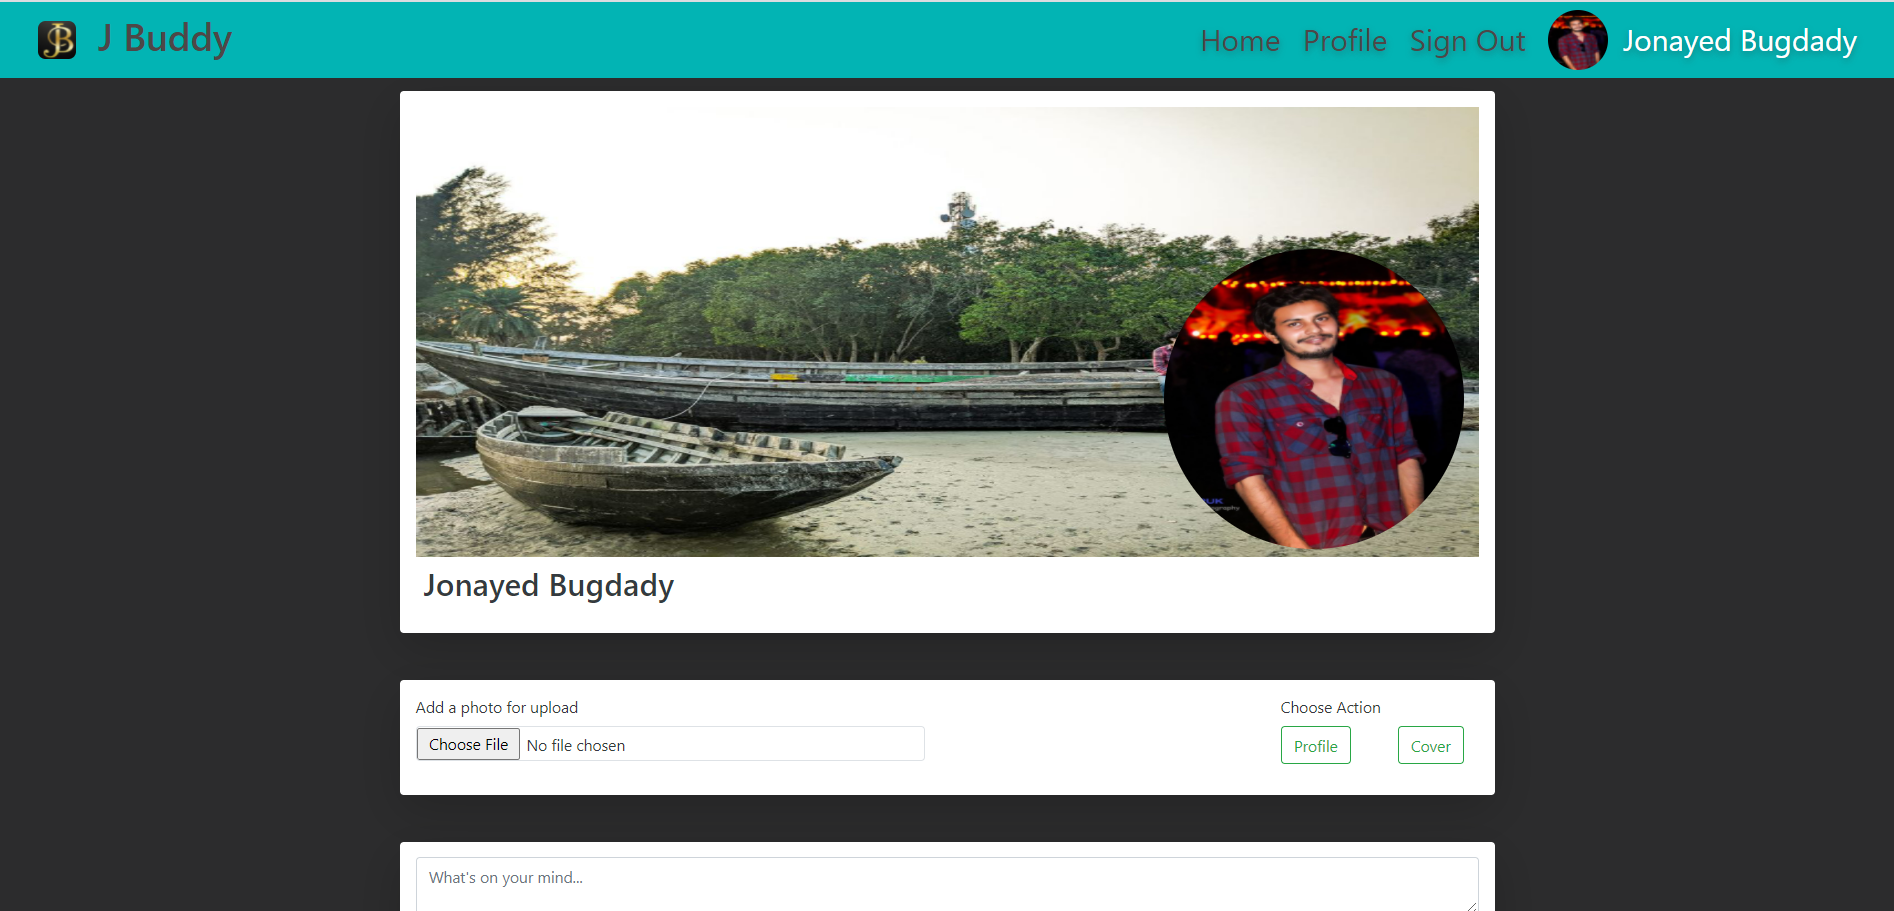 J Buddy
Home Profile Sign Out Jonayed Bugdady
Jonayed Bugdady
Add a photo for upload
Choose File No file chosen
Choose Action
Profile Cover
What's on your mind...